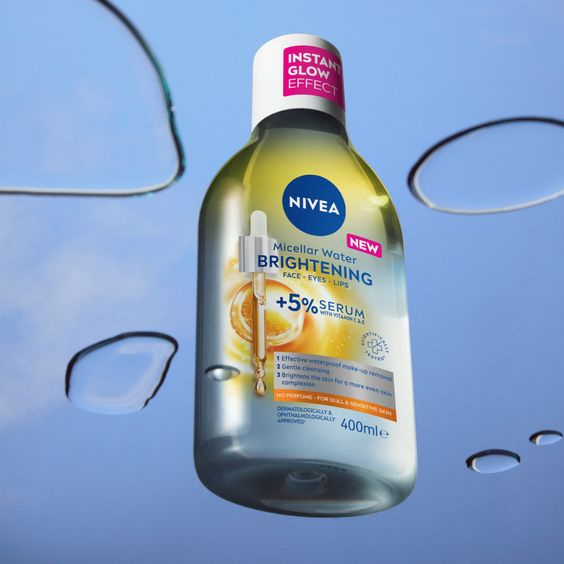 INSTANT
GLOW
EFFECT
NIVEA
NEW
Micellar Water
BRIGHTENING
FACE - EYES - LIPS
+5% SERUM
WITH VITAMIN C & E
SCIENTIFICALLY
TESTED
1 Effective waterproof make-up removal
2 Gentle cleansing
3 Brightens the skin for a more even skin
complexion
NO PERFUME - FOR DULL & SENSITIVE SKIN
DERMATOLOGICALLY &
OPHTHALMOLOGICALLY
APPROVED*
400ml e